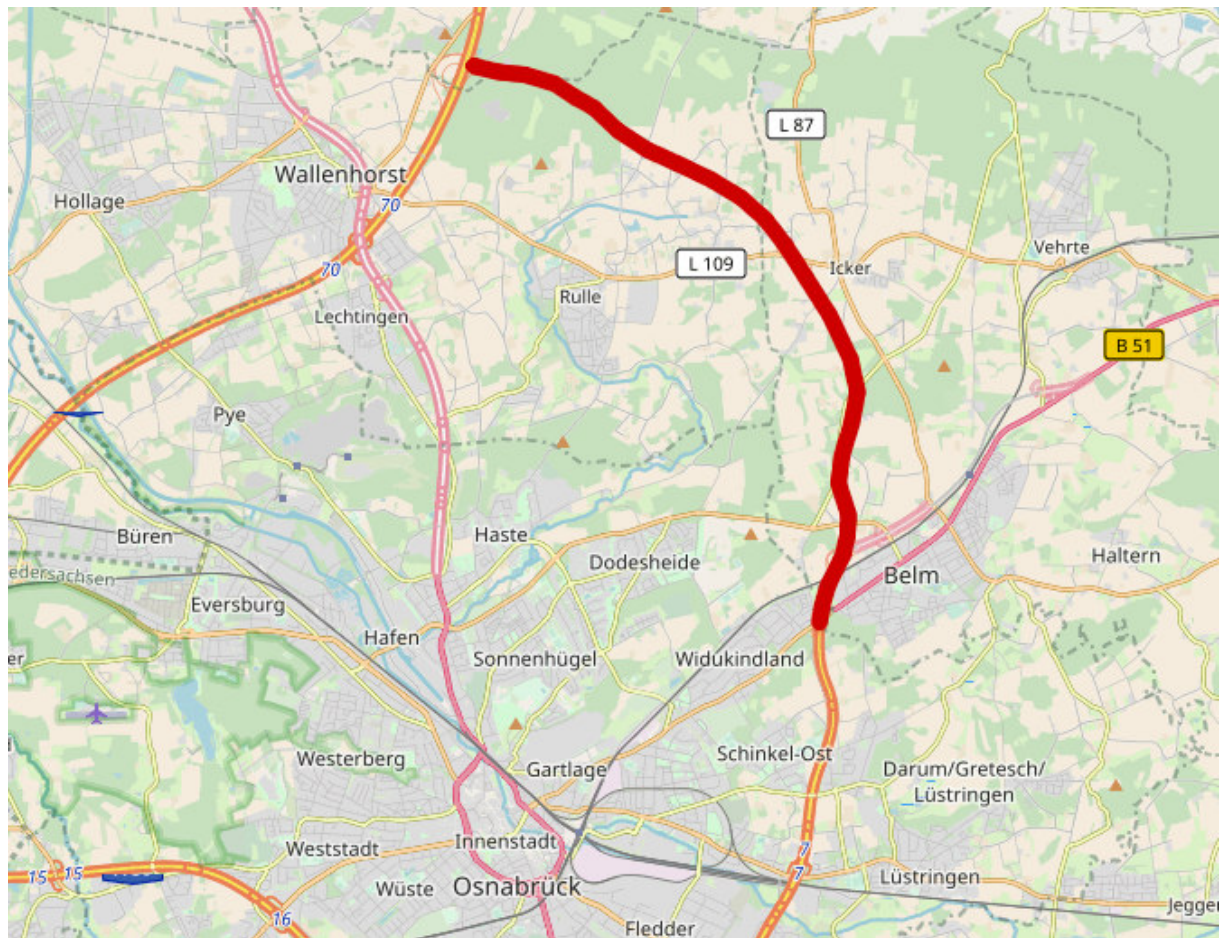 L 87
Wallenhorst
Hollage
70
Vehrte
L 109
Icker
70
Rulle
Lechtingen
B 51
Pye
Büren
Haste
Dodesheide
Haltern
edersachsen
Belm
Eversburg
Hafen
er
Sonnenhügel
Widukindland
Westerberg
Gartlage
Schinkel-Ost
Darum/Gretesch/
Lüstringen
Innenstadt
Weststadt
7
7
15
15
Wüste
Osnabrück
Lüstringen
Jegger
16
Fledder